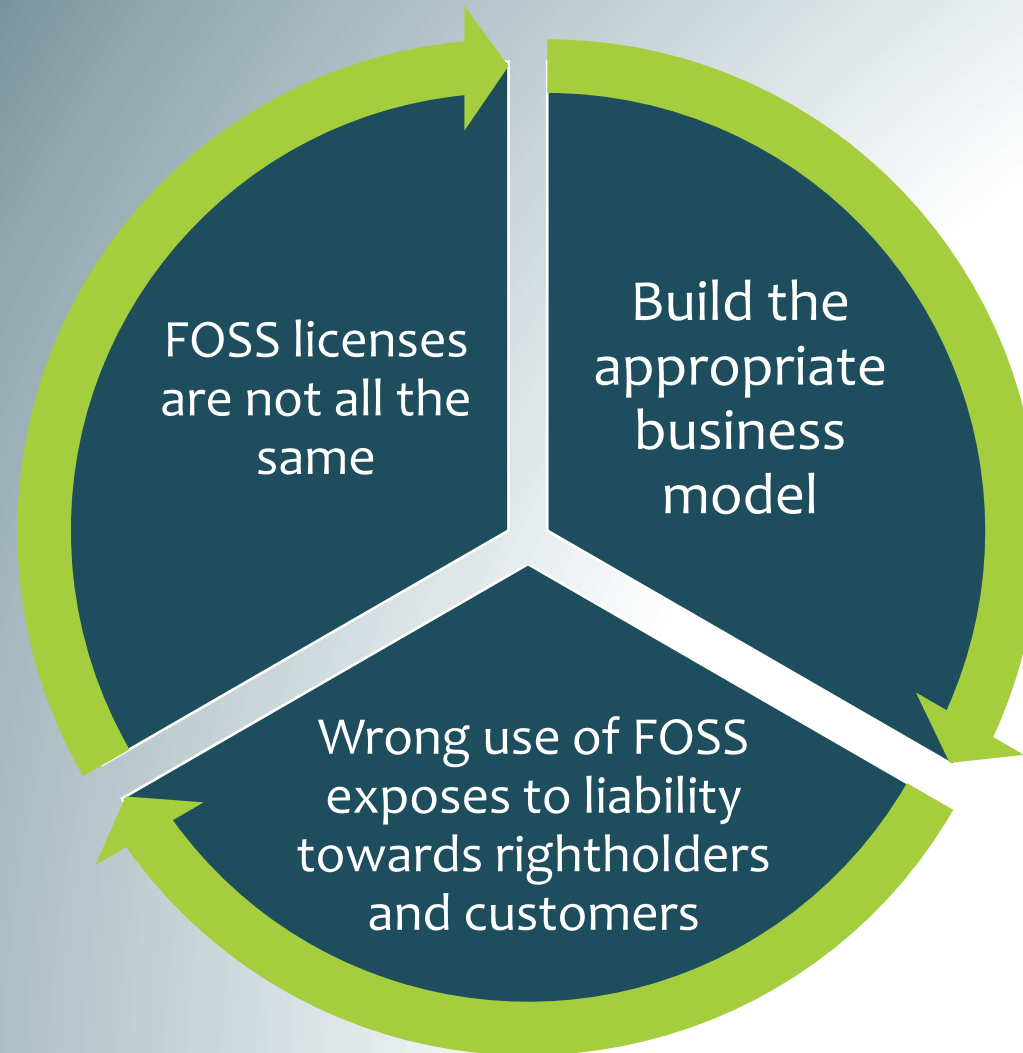 FOSS licenses
are not all the
same
Build the
appropriate
business
model
Wrong use of FOSS
exposes to liability
towards rightholders
and customers